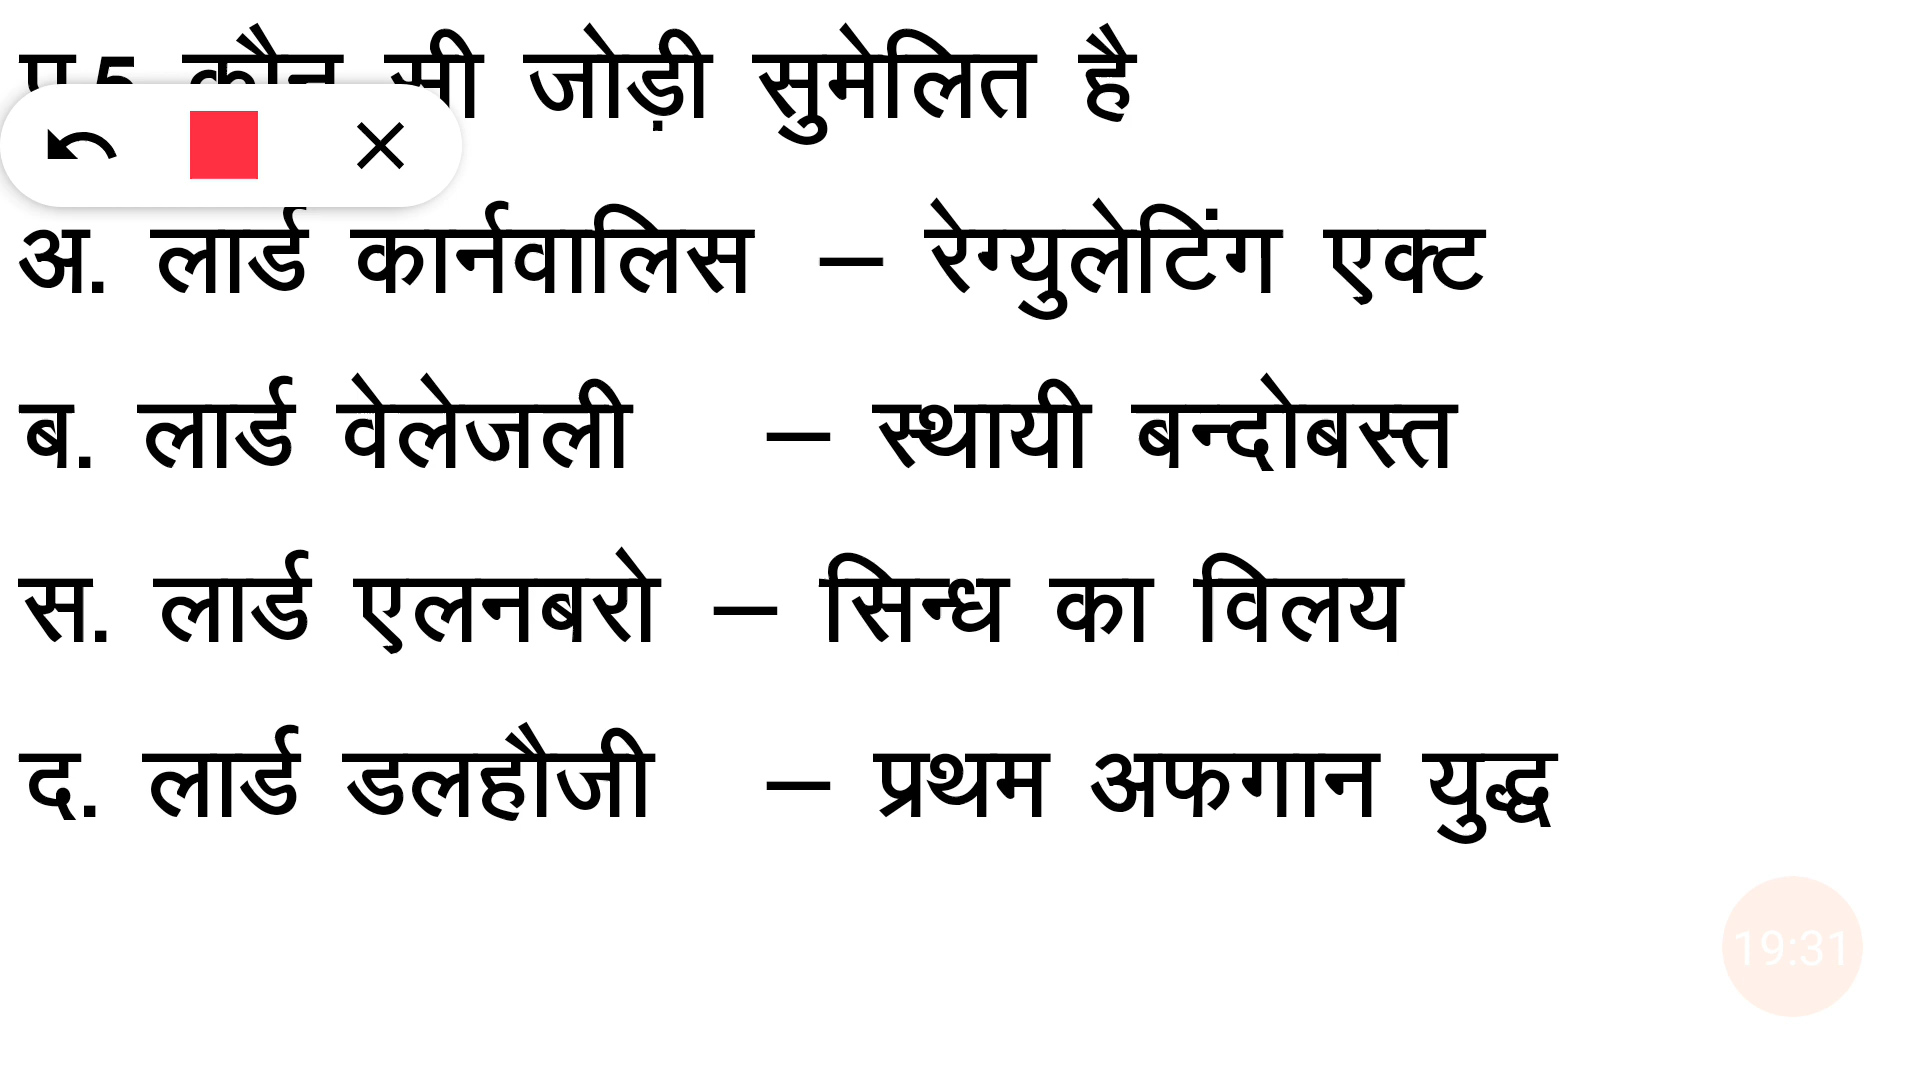 प्र.5 कौन सी जोड़ी सुमेलित है
अ. लार्ड कार्नवालिस – रेग्युलेटिंग एक्ट
ब. लार्ड वेलेजली – स्थायी बन्दोबस्त
स. लार्ड एलनबरो – सिन्ध का विलय
द. लार्ड डलहौजी – प्रथम अफगान युद्ध
19:31